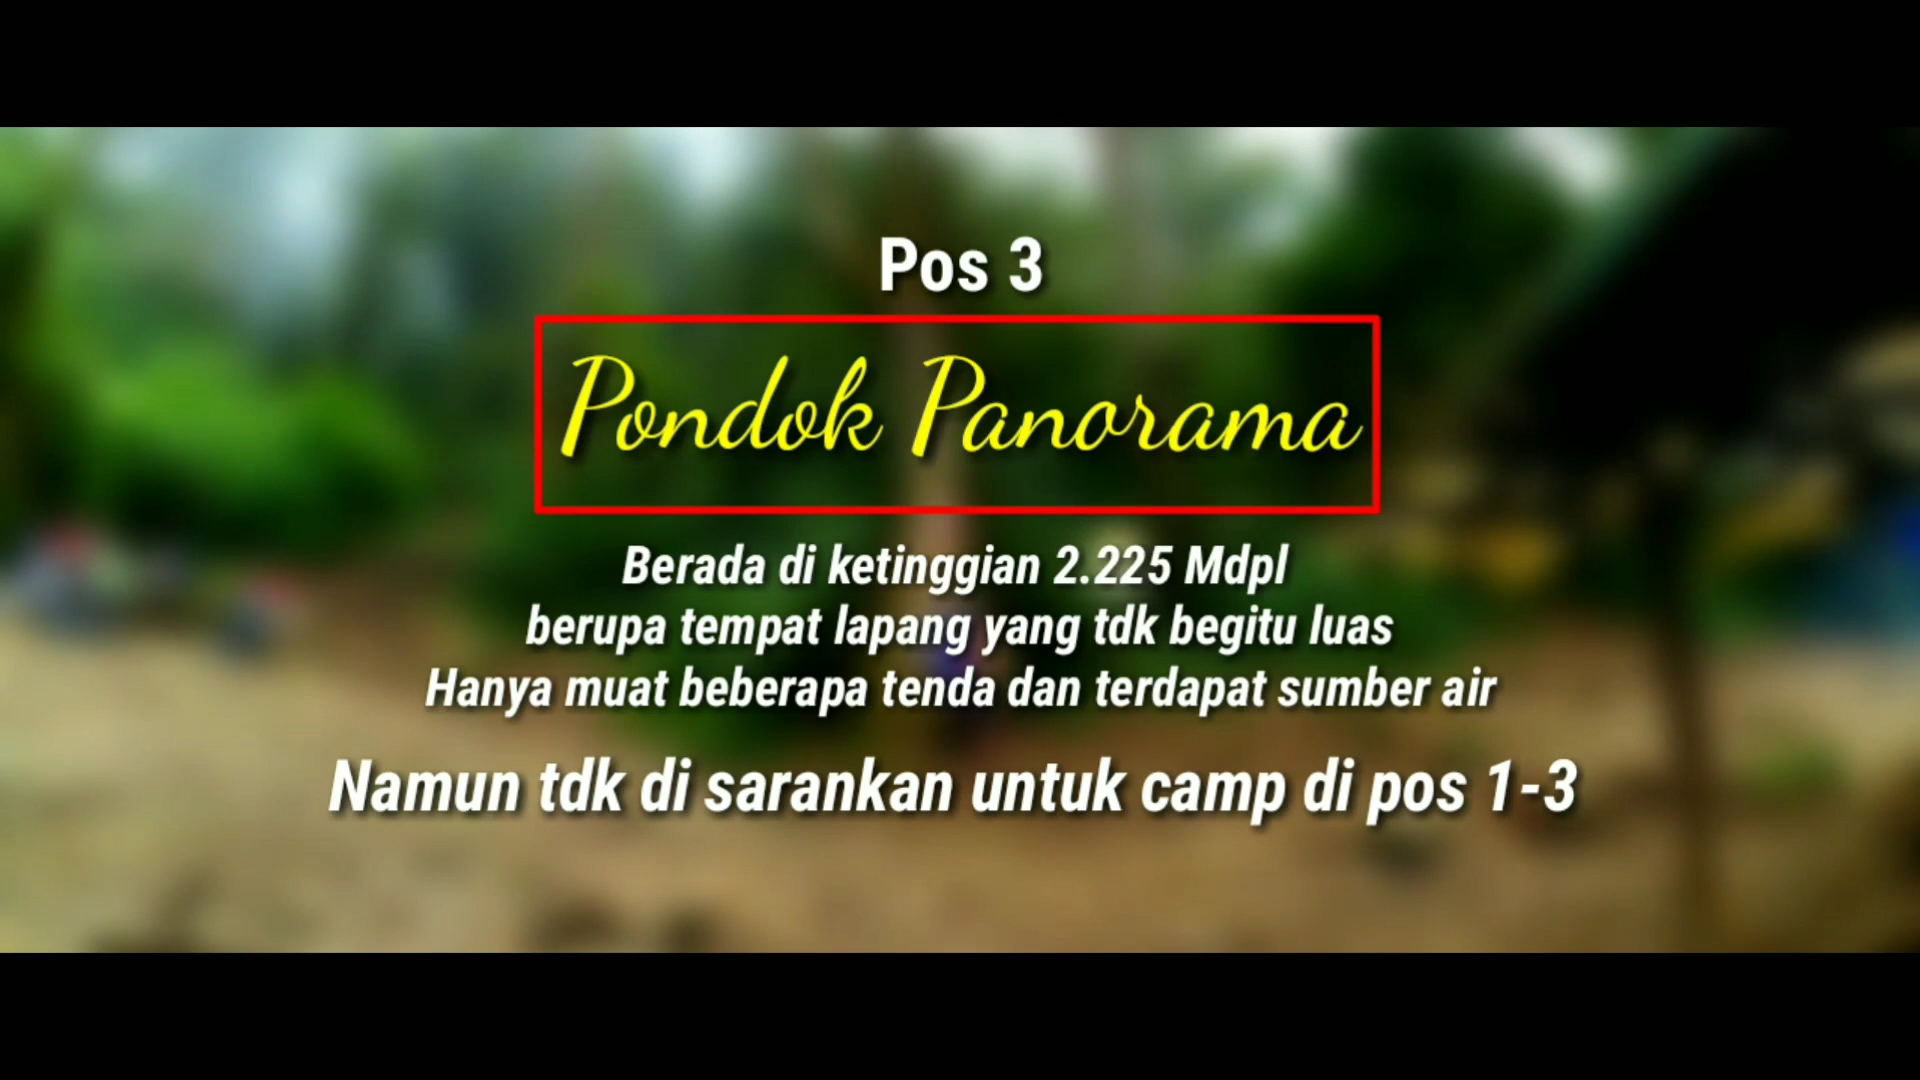 Pos 3
Pondok Panorama
Berada di ketinggian 2.225 Mdpl
berupa tempat lapang yang tdk begitu luas
Hanya muat beberapa tenda dan terdapat sumber air
Namun tdk di sarankan untuk camp di pos 1-3